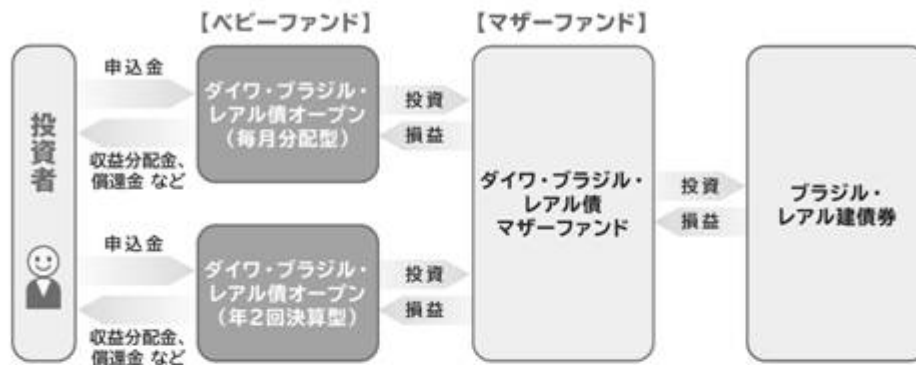 【ベビーファンド】
【マザーファンド】
投資者
申込金
収益分配金、
償還金 など
ダイワ・ブラジル・
レアル債オープン
(毎月分配型)
投資
損益
申込金
収益分配金、
償還金 など
ダイワ・ブラジル・
レアル債オープン
(年2回決算型)
投資
損益
ダイワ・ブラジル・
レアル債
マザーファンド
投資
損益
ブラジル・
レアル建債券